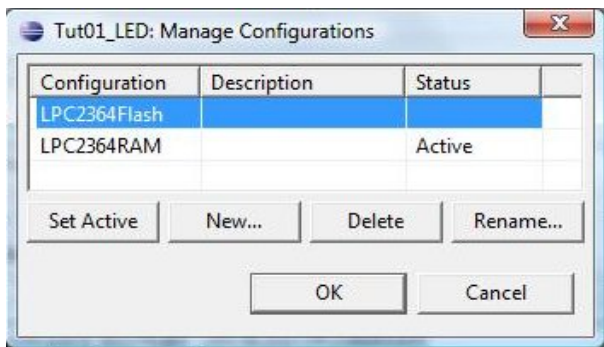 Tut01_LED: Manage Configurations
Configuration Description Status
LPC2364Flash
LPC2364RAM Active
Set Active New... Delete Rename...
OK Cancel